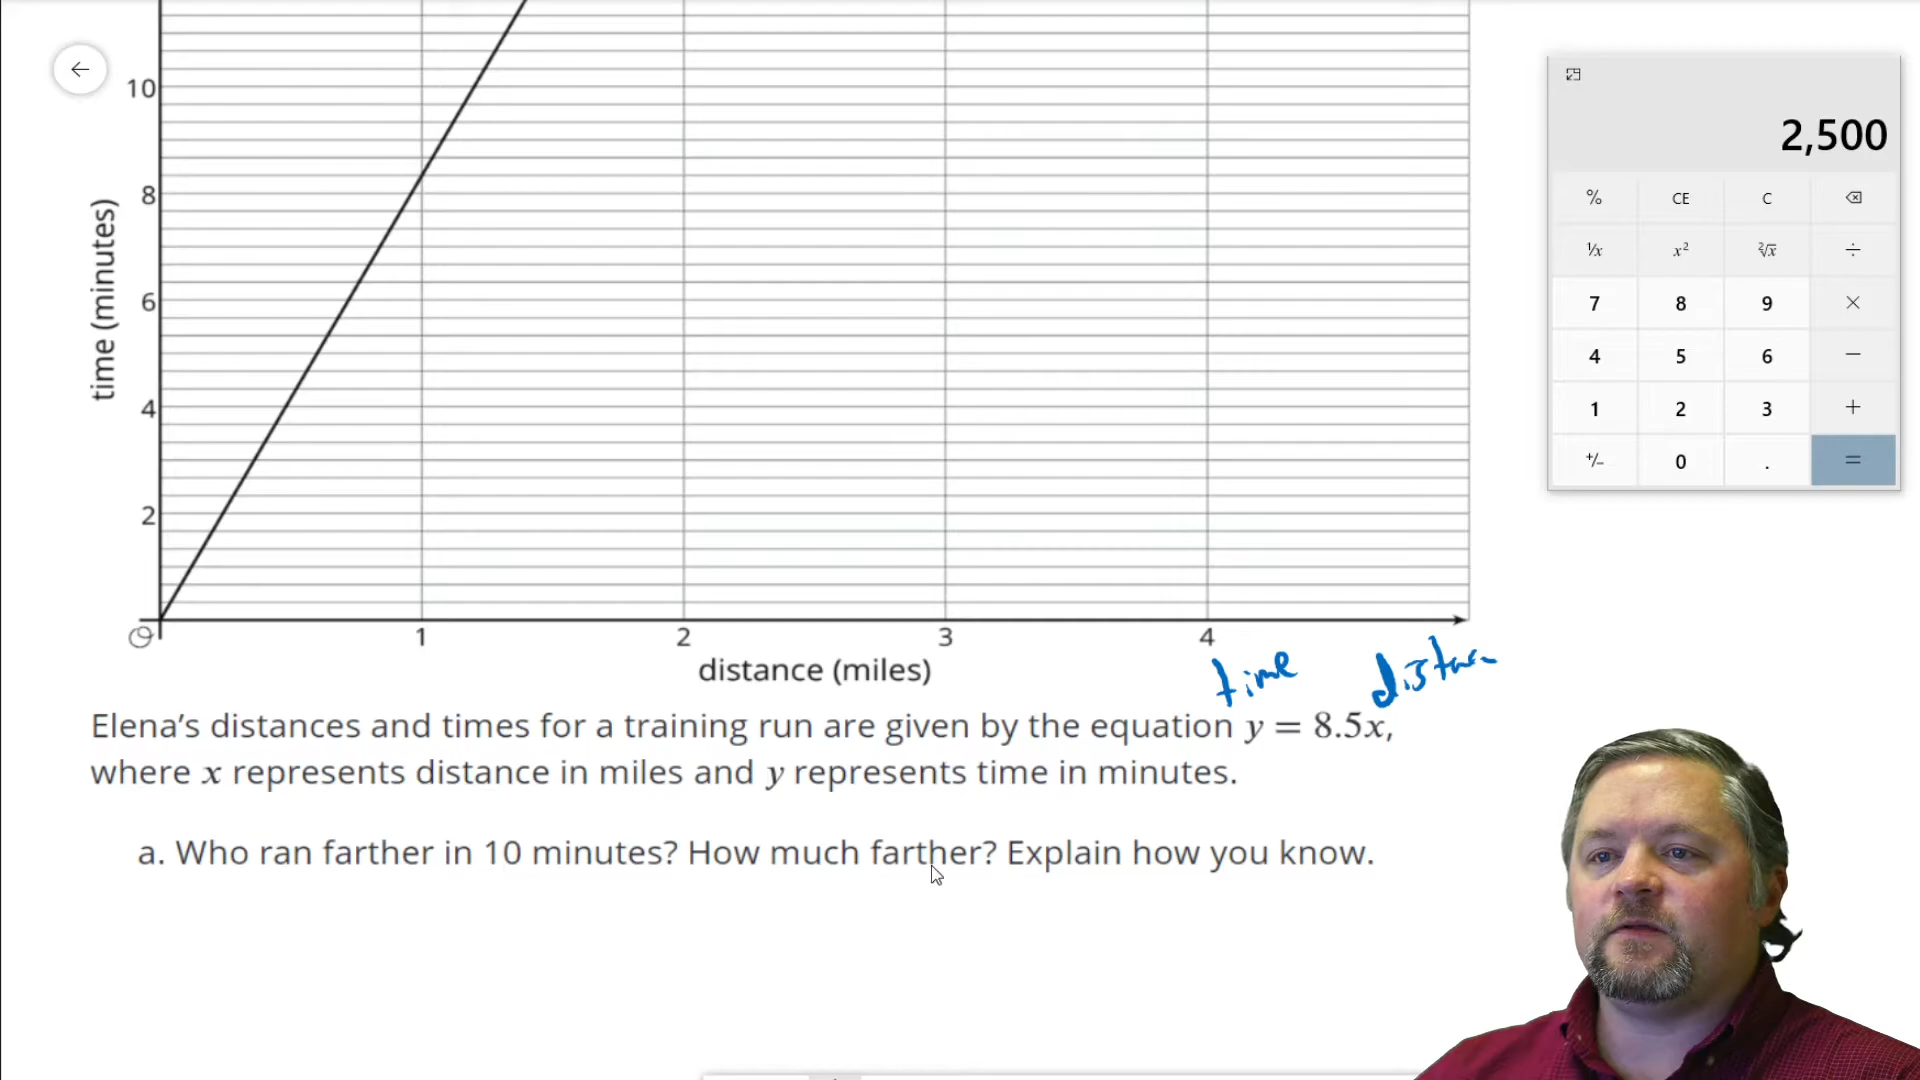 10
8
6
4
2
time (minutes)
0
1
2
3
4
distance (miles)
time
Elena’s distances and times for a training run are given by the equation y = 8.5x,
where x represents distance in miles and y represents time in minutes.
a. Who ran farther in 10 minutes? How much farther? Explain how you know.
2,500
% CE C
¹/x x² ²√x ÷
7 8 9 ×
4 5 6 −
1 2 3 +
+/− 0 . =